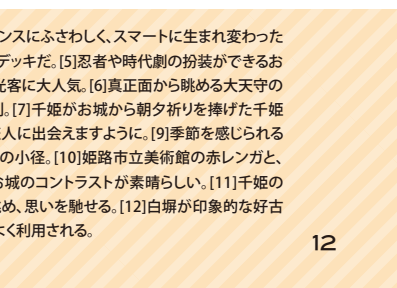 ンスにふさわしく、スマートに生まれ変わった
デッキだ。[5]忍者や時代劇の扮装ができるお
光客に大人気。[6]真正面から眺める大天守の
。[7]千姫がお城から朝夕祈りを捧げた千姫
人に出会えますように。[9]季節を感じられる
の小径。[10]姫路市立美術館の赤レンガと、
お城のコントラストが素晴らしい。[11]千姫の
め、思いを馳せる。[12]白塀が印象的な好古
よく利用される。
12